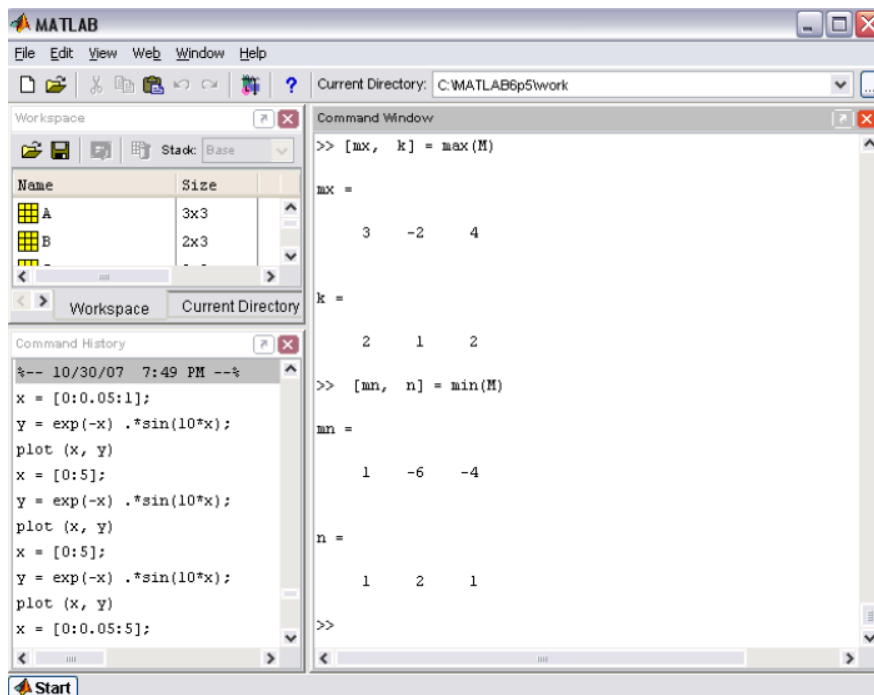 MATLAB
File Edit View Web Window Help
? Current Directory: C:\MATLAB6p5\work ...
Workspace
Stack: Base
Name Size
A 3x3
B 2x3
Workspace Current Directory
Command History
%-- 10/30/07 7:49 PM --%
x = [0:0.05:1];
y = exp(-x) .*sin(10*x);
plot (x, y)
x = [0:5];
y = exp(-x) .*sin(10*x);
plot (x, y)
x = [0:5];
y = exp(-x) .*sin(10*x);
plot (x, y)
x = [0:0.05:5];
Command Window
>> [mx, k] = max(M)
mx =
3 -2 4
k =
2 1 2
>> [mn, n] = min(M)
mn =
1 -6 -4
n =
1 2 1
>>
Start